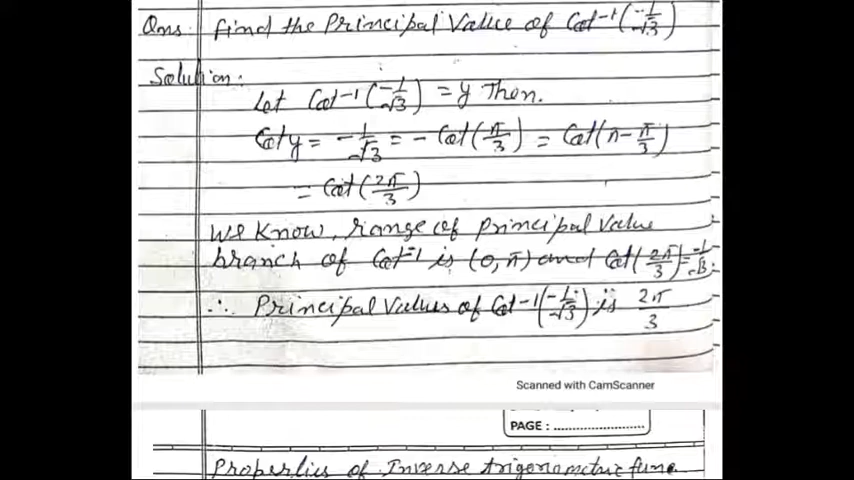 Qns. find the Principal Value of Cot⁻¹(-1/√3)
Solution:
Let Cot⁻¹(-1/√3) = y Then.
Cot y = -1/√3 = - Cot(π/3) = Cot(π - π/3)
= Cot(2π/3)
We Know, range of principal Value
branch of Cot⁻¹ is (0, π) and Cot(2π/3) = -1/√3
∴ Principal Values of Cot⁻¹(-1/√3) is 2π/3
Scanned with CamScanner
PAGE :
Properties of Inverse trigonometric func